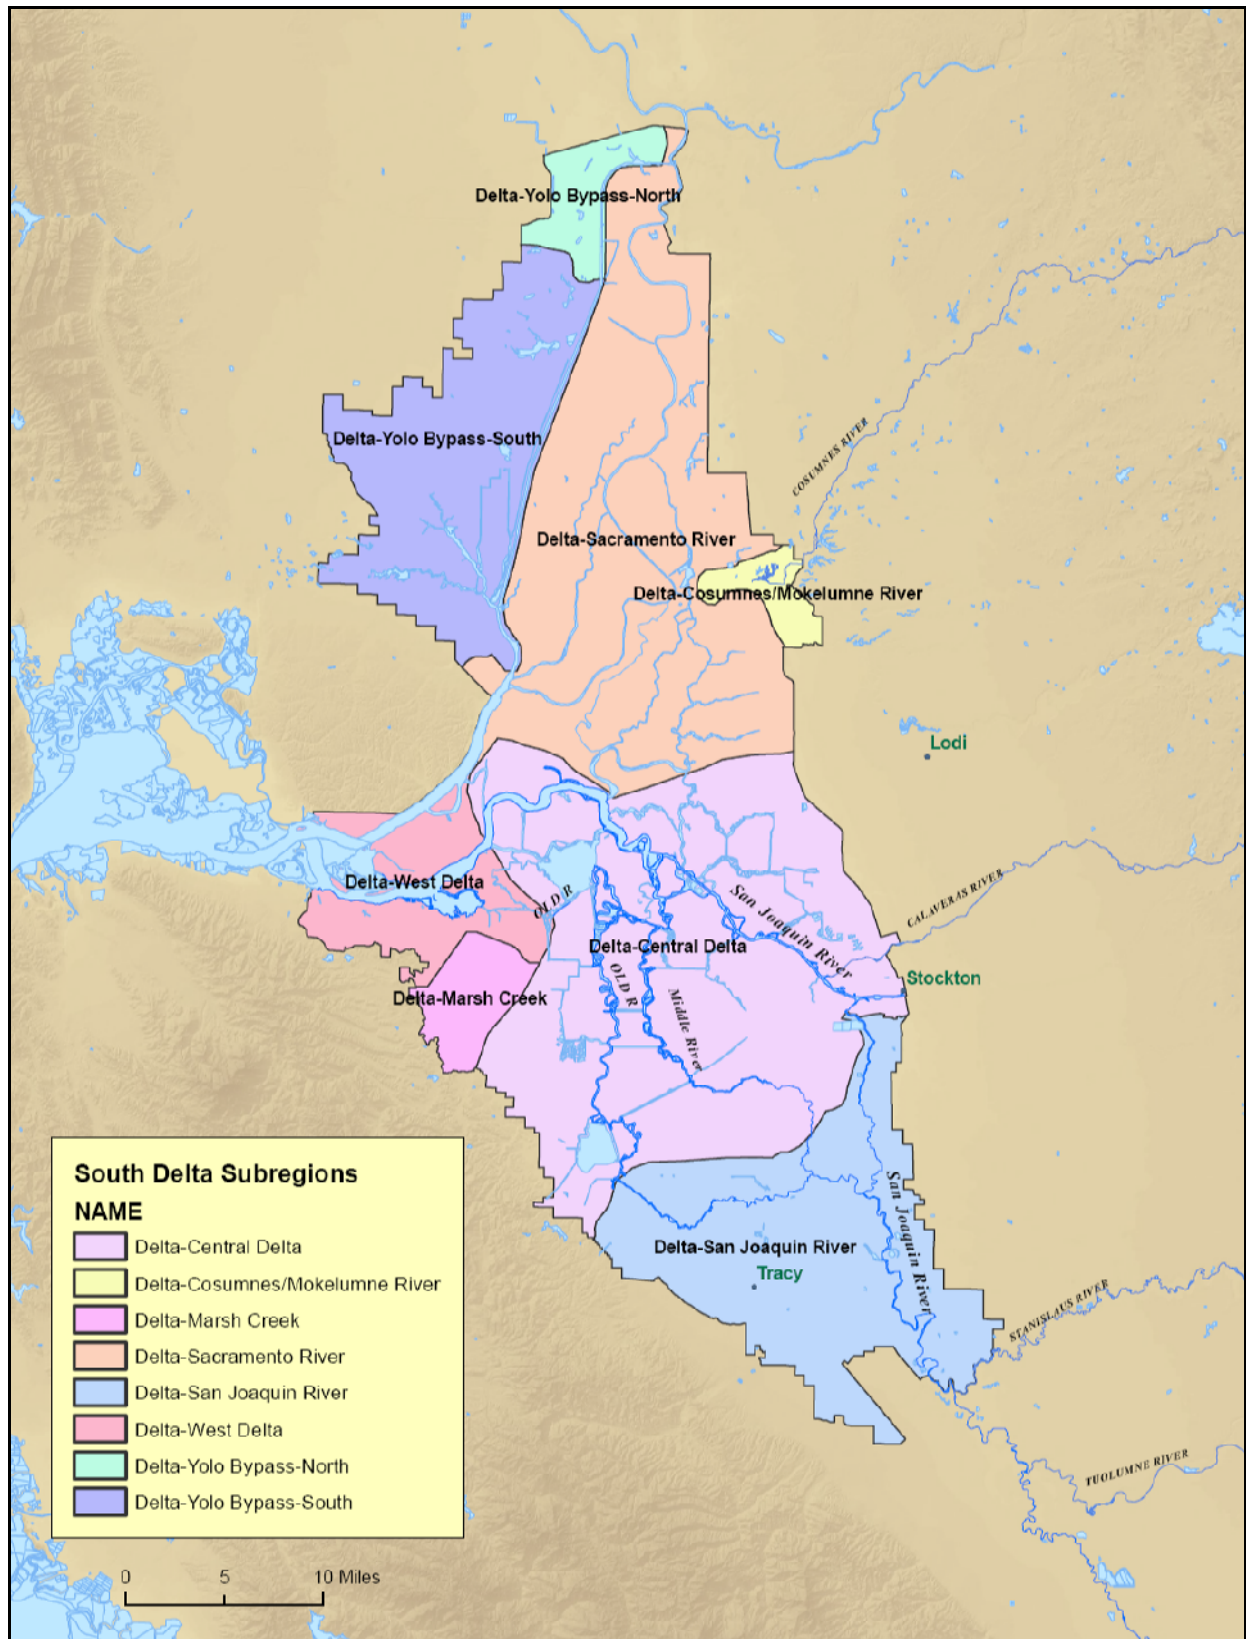 Delta-Yolo Bypass-North
COSUMNES RIVER
Delta-Yolo Bypass-South
Delta-Sacramento River
Delta-Cosumnes/Mokelumne River
Lodi
Delta-West Delta
OLD R
San Joaquin River
CALAVERAS RIVER
Delta-Central Delta
Stockton
OLD R
Middle River
Delta-Marsh Creek
San Joaquin River
Delta-San Joaquin River
Tracy
STANISLAUS RIVER
TUOLUMNE RIVER
South Delta Subregions
NAME
Delta-Central Delta
Delta-Cosumnes/Mokelumne River
Delta-Marsh Creek
Delta-Sacramento River
Delta-San Joaquin River
Delta-West Delta
Delta-Yolo Bypass-North
Delta-Yolo Bypass-South
0 5 10 Miles